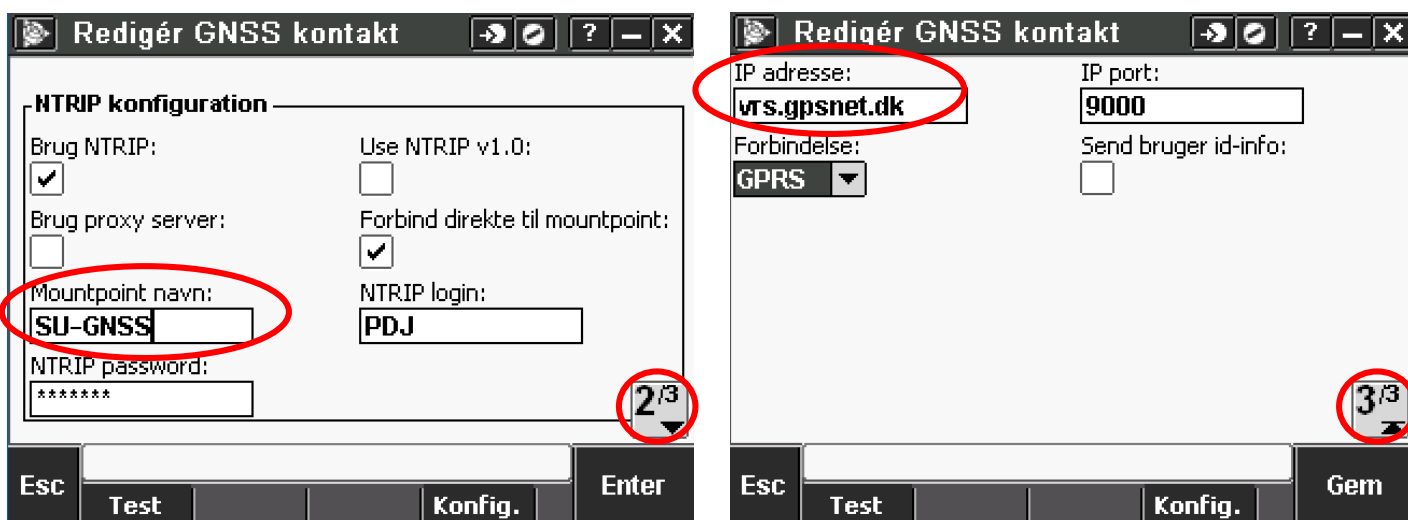 Redigér GNSS kontakt
?
NTRIP konfiguration
Brug NTRIP:
Use NTRIP v1.0:
Brug proxy server:
Forbind direkte til mountpoint:
Mountpoint navn:
NTRIP login:
SU-GNSS
PDJ
NTRIP password:
*******
2/3
Esc
Enter
Test
Konfig.
Redigér GNSS kontakt
?
IP adresse:
IP port:
vrs.gpsnet.dk
9000
Forbindelse:
Send bruger id-info:
GPRS
3/3
Esc
Gem
Test
Konfig.